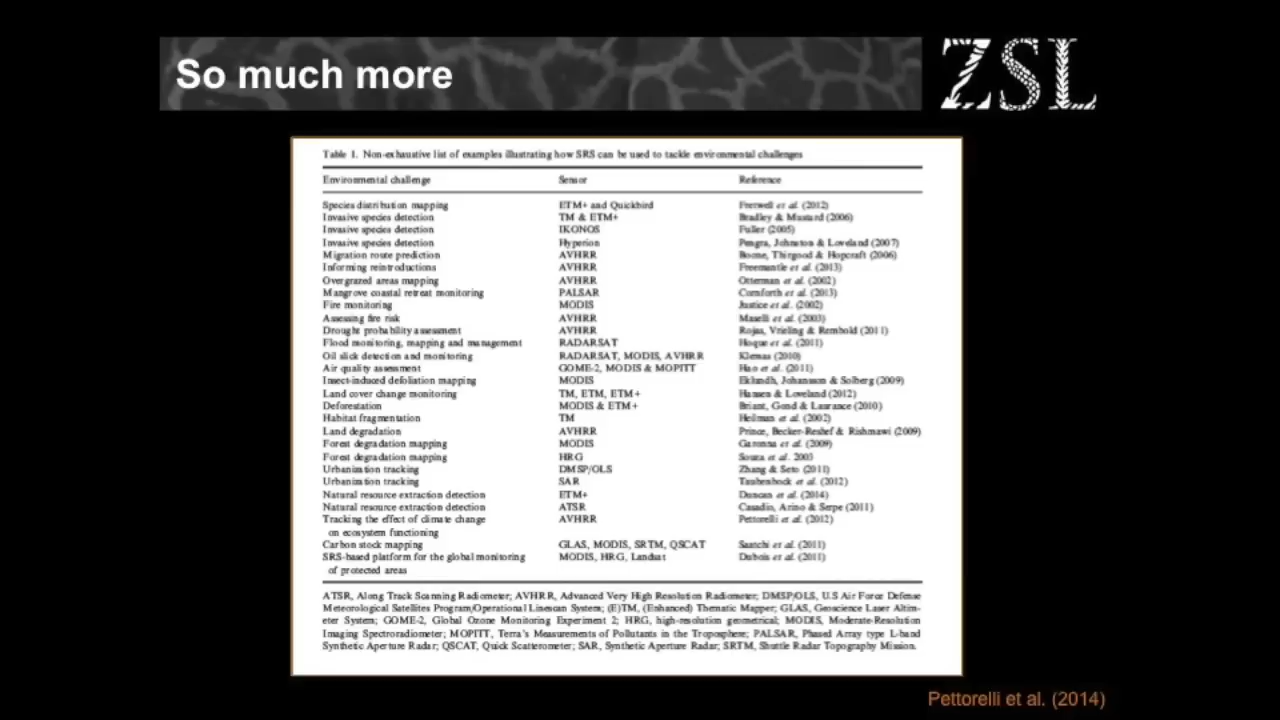 So much more
ZSL
Table 1. Non-exhaustive list of examples illustrating how SRS can be used to tackle environmental challenges
Environmental challenge Sensor Reference
Species distribution mapping ETM+ and Quickbird Fretwell et al. (2012)
Invasive species detection TM & ETM+ Bradley & Mustard (2006)
Invasive species detection IKONOS Fuller (2005)
Invasive species detection Hyperion Pengra, Johnston & Loveland (2007)
Migration route prediction AVHRR Boone, Thirgood & Hopcraft (2006)
Informing reintroductions AVHRR Freemantle et al. (2013)
Overgrazed areas mapping AVHRR Otterman et al. (2002)
Mangrove coastal retreat monitoring PALSAR Cornforth et al. (2013)
Fire monitoring MODIS Justice et al. (2002)
Assessing fire risk AVHRR Maselli et al. (2003)
Drought probability assessment AVHRR Rojas, Vrieling & Rembold (2011)
Flood monitoring, mapping and management RADARSAT Hoque et al. (2011)
Oil slick detection and monitoring RADARSAT, MODIS, AVHRR Klemas (2010)
Air quality assessment GOME-2, MODIS & MOPITT Hao et al. (2011)
Insect-induced defoliation mapping MODIS Eklundh, Johansson & Solberg (2009)
Land cover change monitoring TM, ETM, ETM+ Hansen & Loveland (2012)
Deforestation MODIS & ETM+ Briant, Gond & Laurance (2010)
Habitat fragmentation TM Heilman et al. (2002)
Land degradation AVHRR Prince, Becker-Reshef & Rishmawi (2009)
Forest degradation mapping MODIS Garonna et al. (2009)
Forest degradation mapping HRG Souza et al. 2003
Urbanization tracking DMSP/OLS Zhang & Seto (2011)
Urbanization tracking SAR Taubenbock et al. (2012)
Natural resource extraction detection ETM+ Duncan et al. (2014)
Natural resource extraction detection ATSR Casadio, Arino & Serpe (2011)
Tracking the effect of climate change AVHRR Pettorelli et al. (2012)
on ecosystem functioning
Carbon stock mapping GLAS, MODIS, SRTM, QSCAT Saatchi et al. (2011)
SRS-based platform for the global monitoring MODIS, HRG, Landsat Dubois et al. (2011)
of protected areas
ATSR, Along Track Scanning Radiometer; AVHRR, Advanced Very High Resolution Radiometer; DMSP/OLS, U.S Air Force Defense
Meteorological Satellites Program/Operational Linescan System; (E)TM, (Enhanced) Thematic Mapper; GLAS, Geoscience Laser Altim-
eter System; GOME-2, Global Ozone Monitoring Experiment 2; HRG, high-resolution geometrical; MODIS, Moderate-Resolution
Imaging Spectroradiometer; MOPITT, Terra's Measurements of Pollutants in the Troposphere; PALSAR, Phased Array type L-band
Synthetic Aperture Radar; QSCAT, Quick Scatterometer; SAR, Synthetic Aperture Radar; SRTM, Shuttle Radar Topography Mission.
Pettorelli et al. (2014)